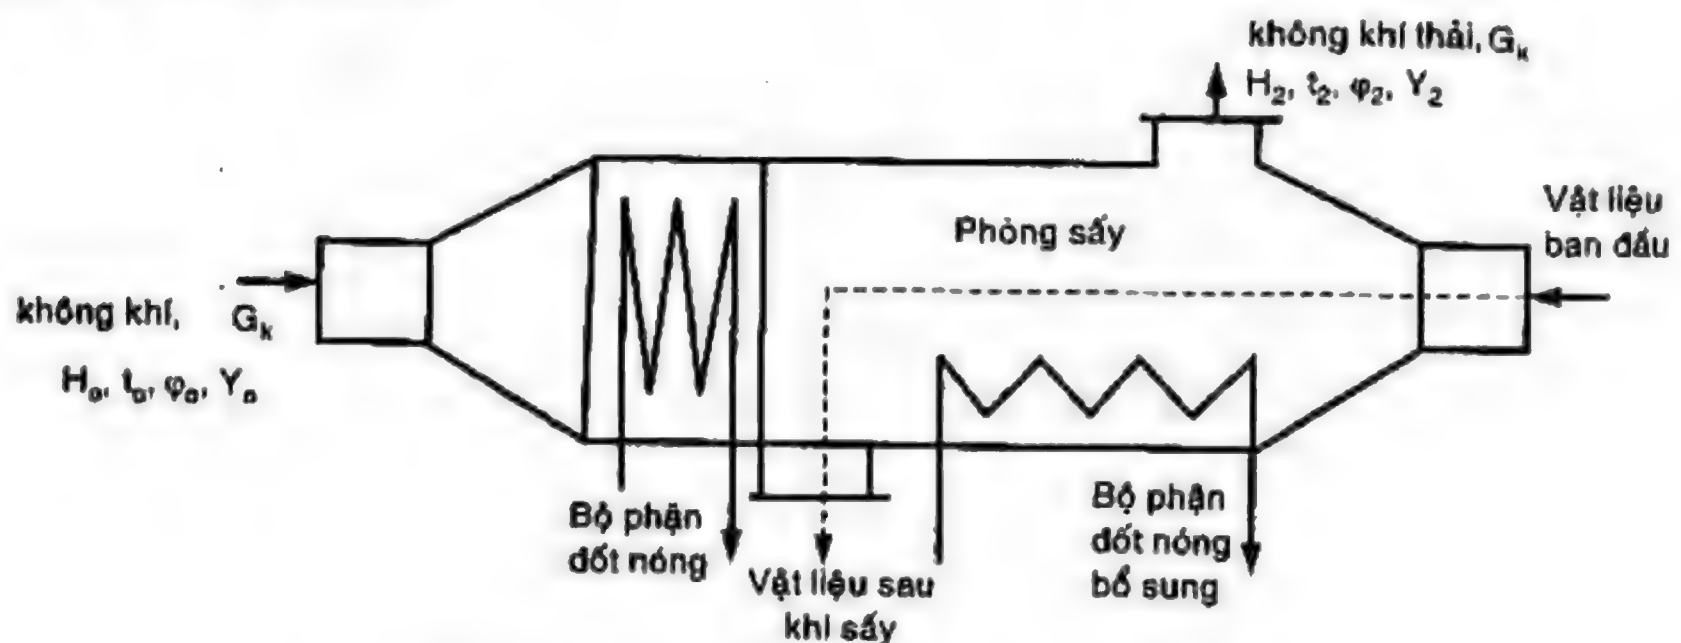 không khí thải, Gₖ
H₂, t₂, φ₂, Y₂
Vật liệu
ban đầu
Phòng sấy
không khí, Gₖ
H₀, t₀, φ₀, Y₀
Bộ phận
đốt nóng
Vật liệu sau
khi sấy
Bộ phận
đốt nóng
bổ sung